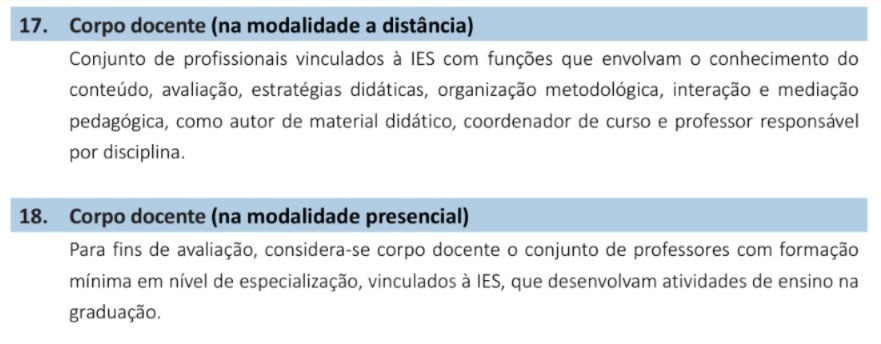 17. Corpo docente (na modalidade a distância)
Conjunto de profissionais vinculados à IES com funções que envolvam o conhecimento do
conteúdo, avaliação, estratégias didáticas, organização metodológica, interação e mediação
pedagógica, como autor de material didático, coordenador de curso e professor responsável
por disciplina.
18. Corpo docente (na modalidade presencial)
Para fins de avaliação, considera-se corpo docente o conjunto de professores com formação
mínima em nível de especialização, vinculados à IES, que desenvolvam atividades de ensino na
graduação.